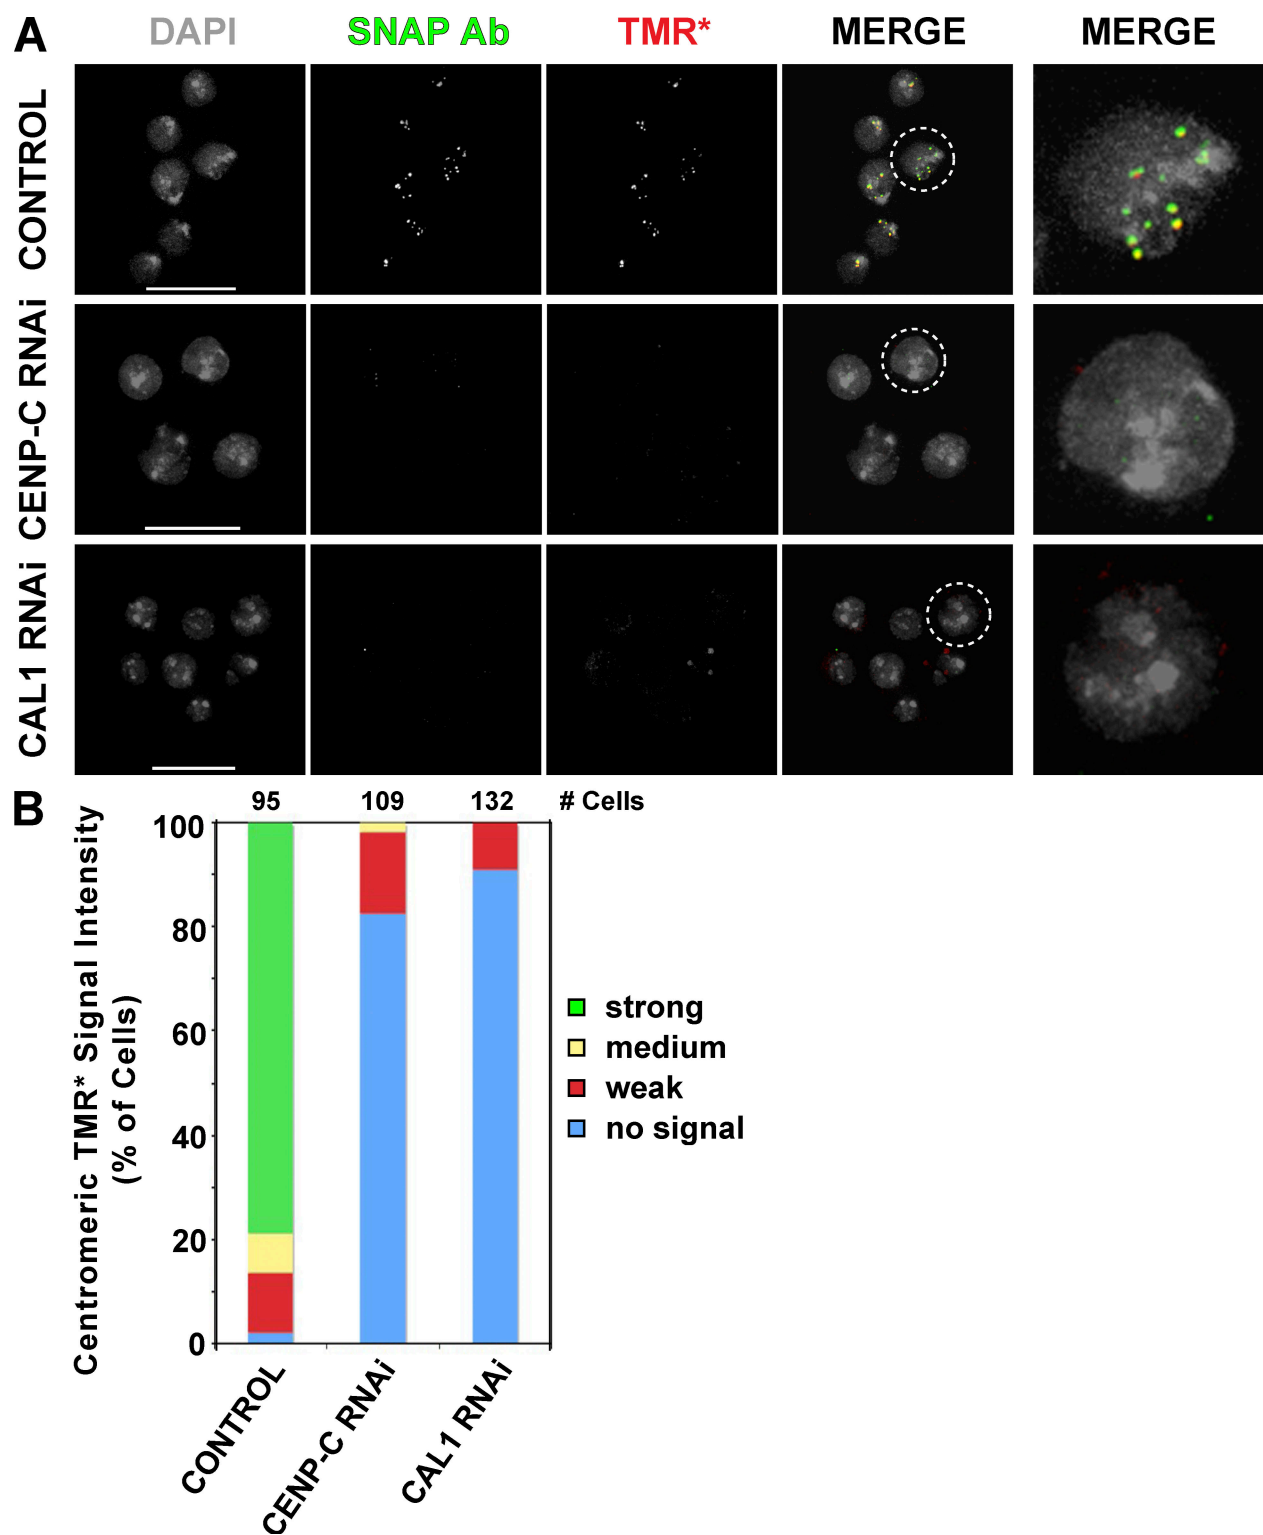 A
DAPI
SNAP Ab
TMR*
MERGE
MERGE
CONTROL
CENP-C RNAi
CAL1 RNAi
B
95
109
132
# Cells
Centromeric TMR* Signal Intensity
(% of Cells)
100
80
60
40
20
0
strong
medium
weak
no signal
CONTROL
CENP-C RNAi
CAL1 RNAi